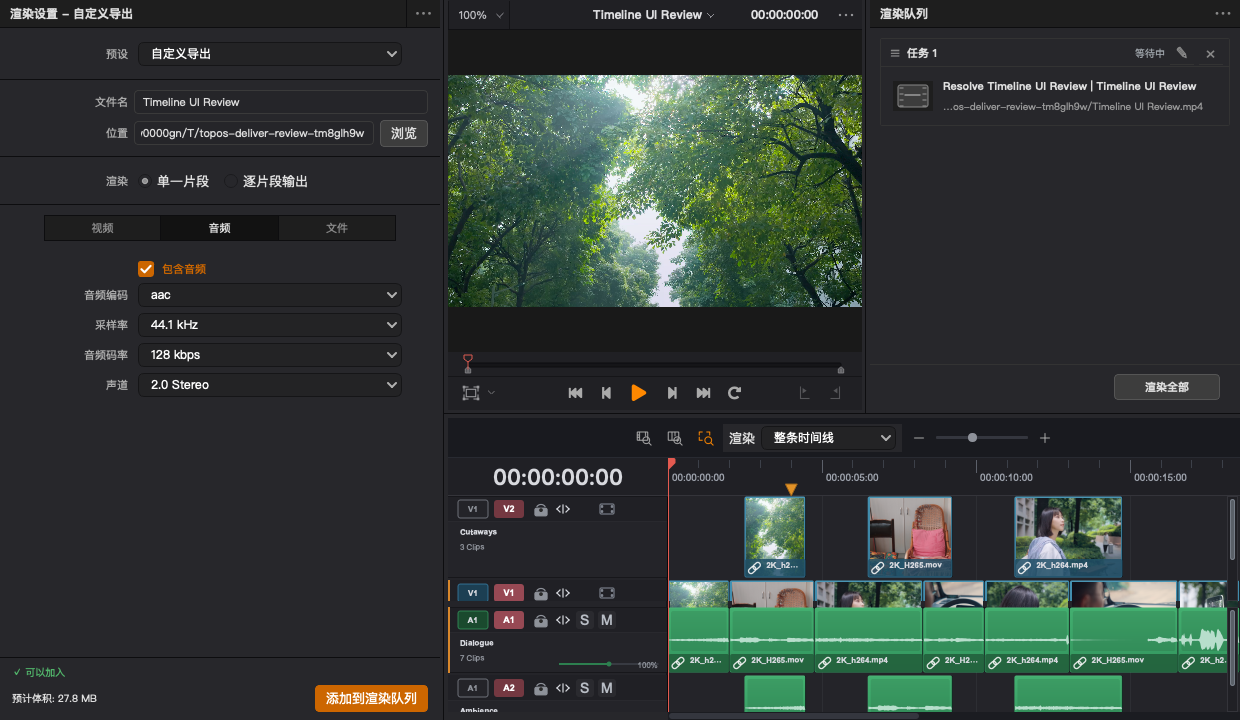 渲染设置 – 自定义导出
预设 自定义导出
文件名 Timeline UI Review
位置 0000gn/T/topos-deliver-review-tm8glh9w 浏览
渲染 单一片段 逐片段输出
视频 音频 文件
包含音频
音频编码 aac
采样率 44.1 kHz
音频码率 128 kbps
声道 2.0 Stereo
✓ 可以加入
预计体积: 27.8 MB
添加到渲染队列
100% Timeline UI Review 00:00:00:00
渲染队列
任务 1 等待中
Resolve Timeline UI Review | Timeline UI Review
...os-deliver-review-tm8glh9w/Timeline UI Review.mp4
渲染全部
渲染 整条时间线
00:00:00:00
00:00:00:00 00:00:05:00 00:00:10:00 00:00:15:00
V1 V2
Cutaways
3 Clips
2K_h2... 2K_H265.mov 2K_h264.mp4
V1 V1
A1 A1 S M
Dialogue
7 Clips
100%
2K_h2... 2K_H265.mov 2K_h264.mp4 2K_H2... 2K_h264.mp4 2K_H265.mov 2K_h2.
A1 A2 S M
Ambience